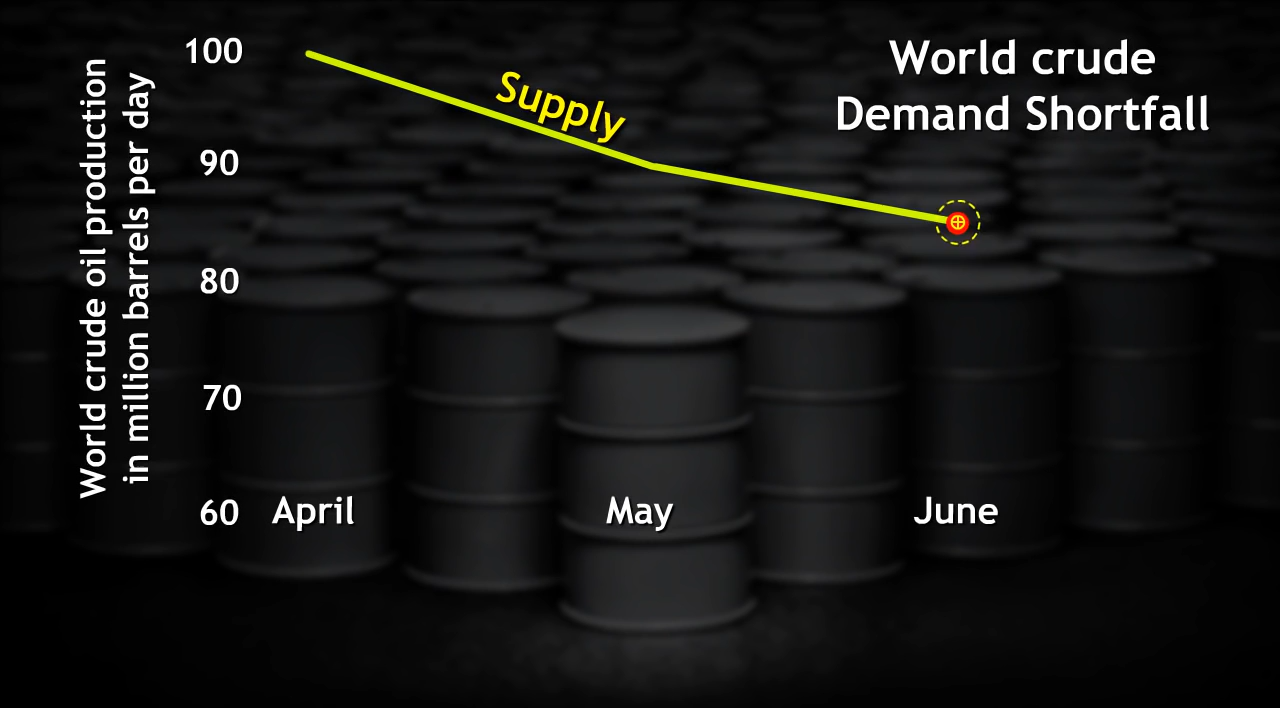 World crude
Demand Shortfall
World crude oil production
in million barrels per day
100
90
80
70
60
Supply
April
May
June